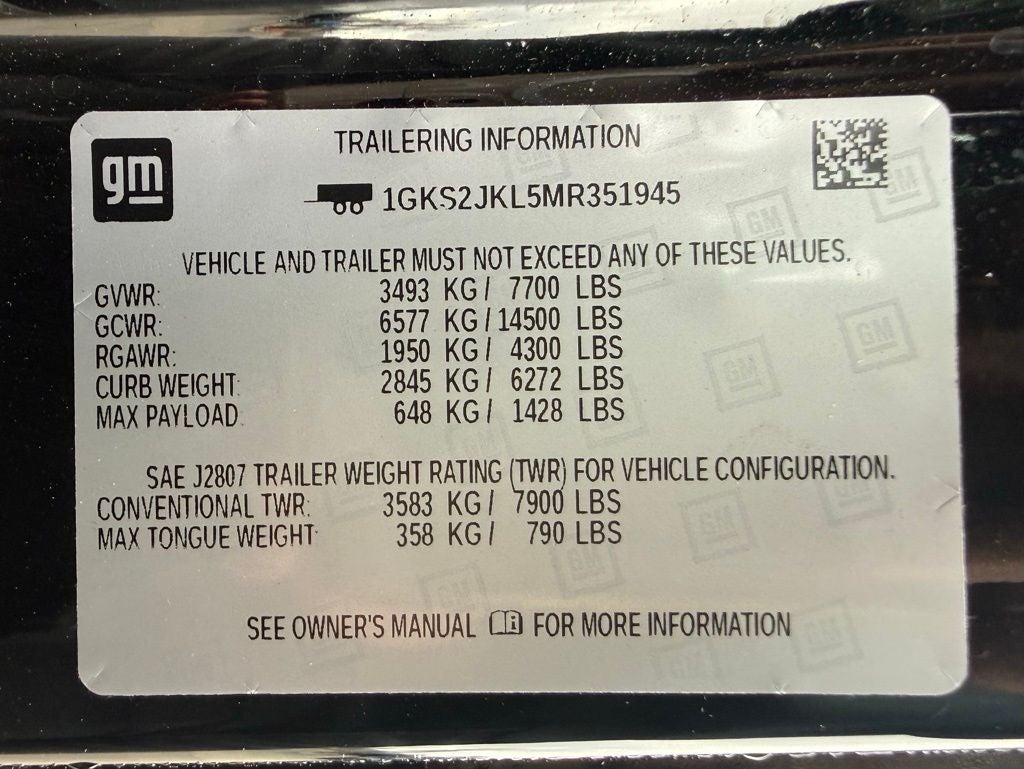 gm
TRAILERING INFORMATION
1GKS2JKL5MR351945
VEHICLE AND TRAILER MUST NOT EXCEED ANY OF THESE VALUES.
GVWR: 3493 KG / 7700 LBS
GCWR: 6577 KG / 14500 LBS
RGAWR: 1950 KG / 4300 LBS
CURB WEIGHT: 2845 KG / 6272 LBS
MAX PAYLOAD: 648 KG / 1428 LBS
SAE J2807 TRAILER WEIGHT RATING (TWR) FOR VEHICLE CONFIGURATION.
CONVENTIONAL TWR: 3583 KG / 7900 LBS
MAX TONGUE WEIGHT: 358 KG / 790 LBS
SEE OWNER'S MANUAL FOR MORE INFORMATION